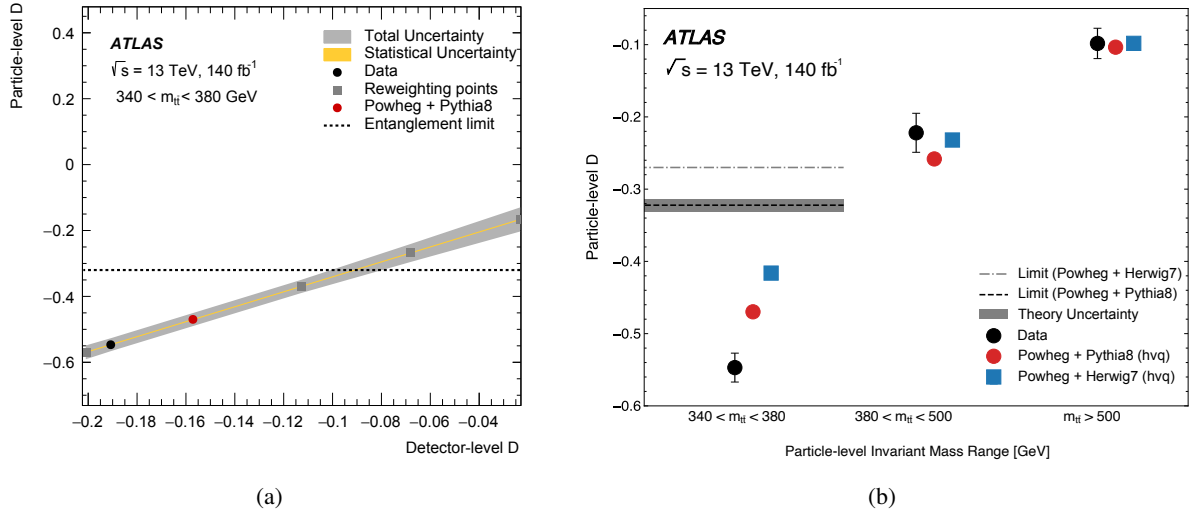 Particle-level D
0.4
0.2
0
−0.2
−0.4
−0.6
ATLAS
√s = 13 TeV, 140 fb-1
340 < mtt̄ < 380 GeV
Total Uncertainty
Statistical Uncertainty
Data
Reweighting points
Powheg + Pythia8
Entanglement limit
−0.2 −0.18 −0.16 −0.14 −0.12 −0.1 −0.08 −0.06 −0.04
Detector-level D
(a)
Particle-level D
−0.1
−0.2
−0.3
−0.4
−0.5
−0.6
ATLAS
√s = 13 TeV, 140 fb-1
Limit (Powheg + Herwig7)
Limit (Powheg + Pythia8)
Theory Uncertainty
Data
Powheg + Pythia8 (hvq)
Powheg + Herwig7 (hvq)
340 < mtt̄ < 380 380 < mtt̄ < 500 mtt̄ > 500
Particle-level Invariant Mass Range [GeV]
(b)